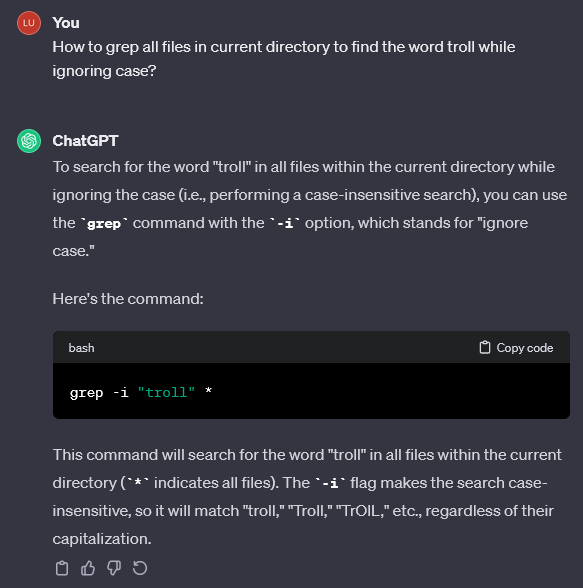 LU You
How to grep all files in current directory to find the word troll while
ignoring case?
ChatGPT
To search for the word "troll" in all files within the current directory while
ignoring the case (i.e., performing a case-insensitive search), you can use
the `grep` command with the `-i` option, which stands for "ignore
case."
Here's the command:
bash Copy code
grep -i "troll" *
This command will search for the word "troll" in all files within the current
directory (`*` indicates all files). The `-i` flag makes the search case-
insensitive, so it will match "troll," "Troll," "TrOlL," etc., regardless of their
capitalization.